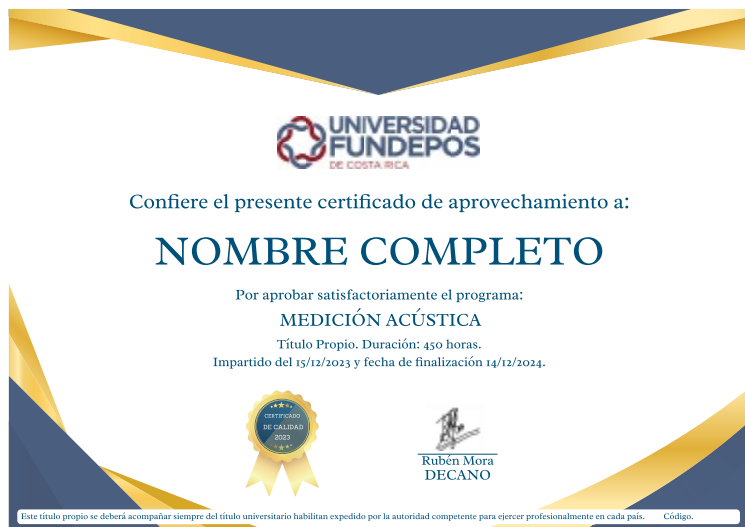 UNIVERSIDAD
FUNDEPOS
DE COSTA RICA
Confiere el presente certificado de aprovechamiento a:
NOMBRE COMPLETO
Por aprobar satisfactoriamente el programa:
MEDICIÓN ACÚSTICA
Título Propio. Duración: 450 horas.
Impartido del 15/12/2023 y fecha de finalización 14/12/2024.
CERTIFICADO
DE CALIDAD
2023
Rubén Mora
DECANO
Este título propio se deberá acompañar siempre del título universitario habilitan expedido por la autoridad competente para ejercer profesionalmente en cada país. Código.